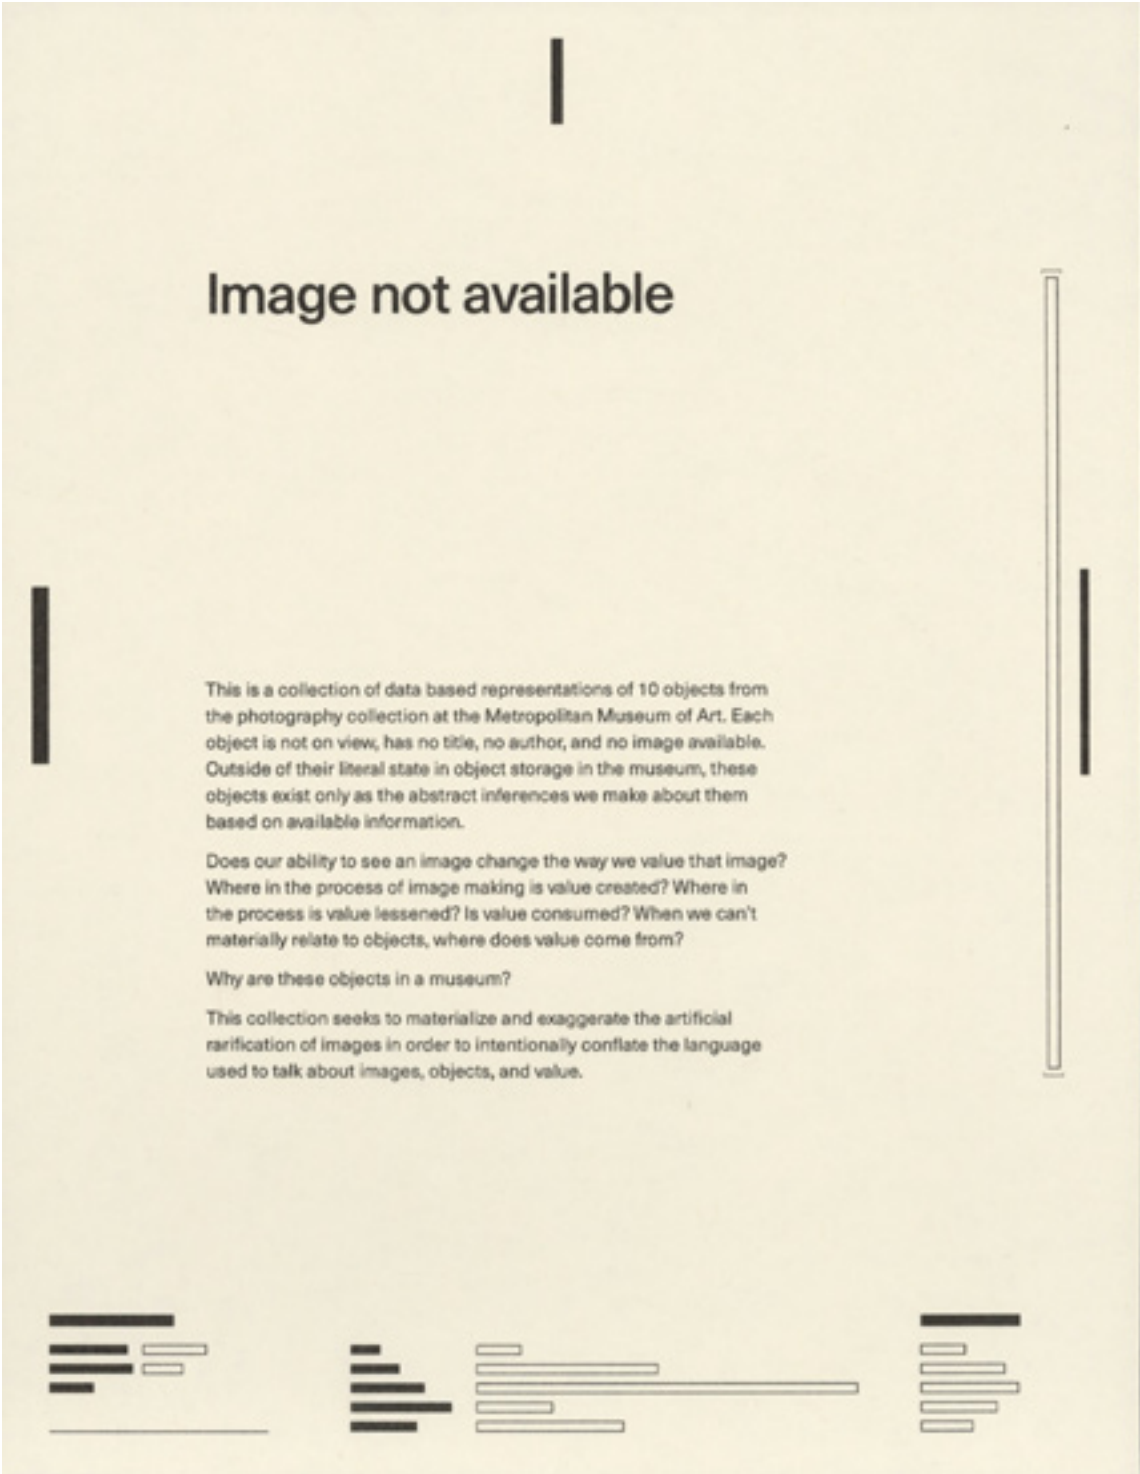 Image not available
This is a collection of data based representations of 10 objects from
the photography collection at the Metropolitan Museum of Art. Each
object is not on view, has no title, no author, and no image available.
Outside of their literal state in object storage in the museum, these
objects exist only as the abstract inferences we make about them
based on available information.
Does our ability to see an image change the way we value that image?
Where in the process of image making is value created? Where in
the process is value lessened? Is value consumed? When we can't
materially relate to objects, where does value come from?
Why are these objects in a museum?
This collection seeks to materialize and exaggerate the artificial
rarification of images in order to intentionally conflate the language
used to talk about images, objects, and value.